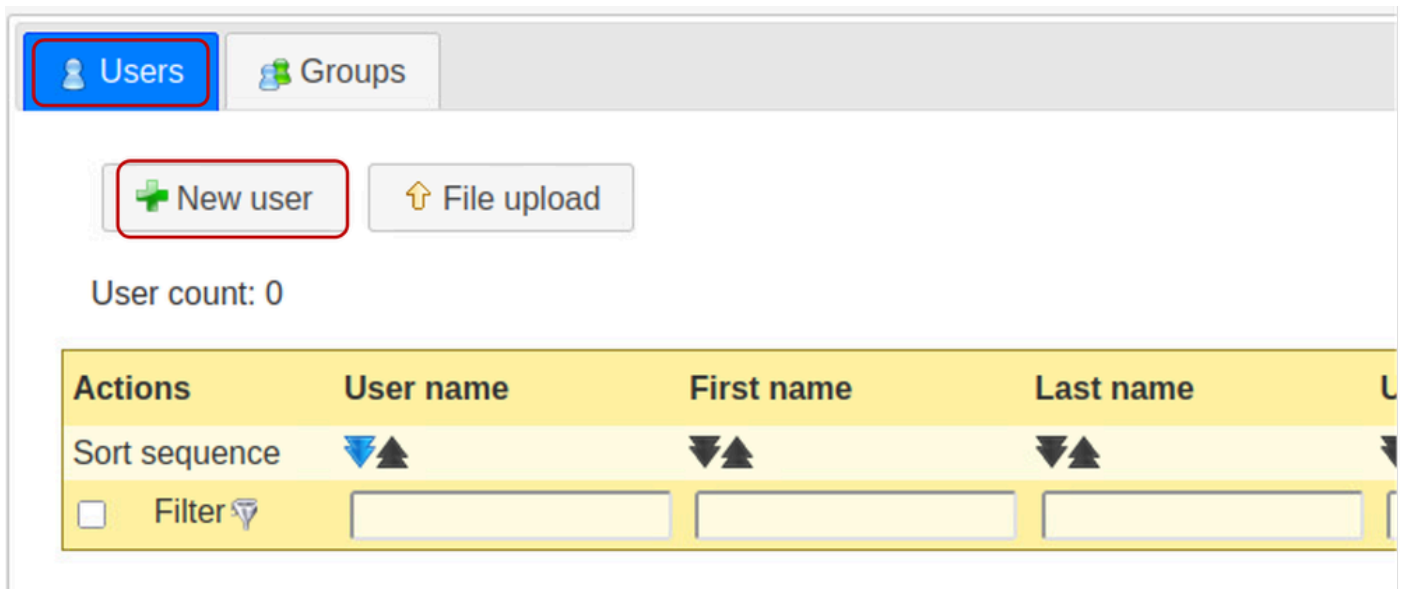 Users Groups
New user File upload
User count: 0
Actions User name First name Last name
Sort sequence
Filter